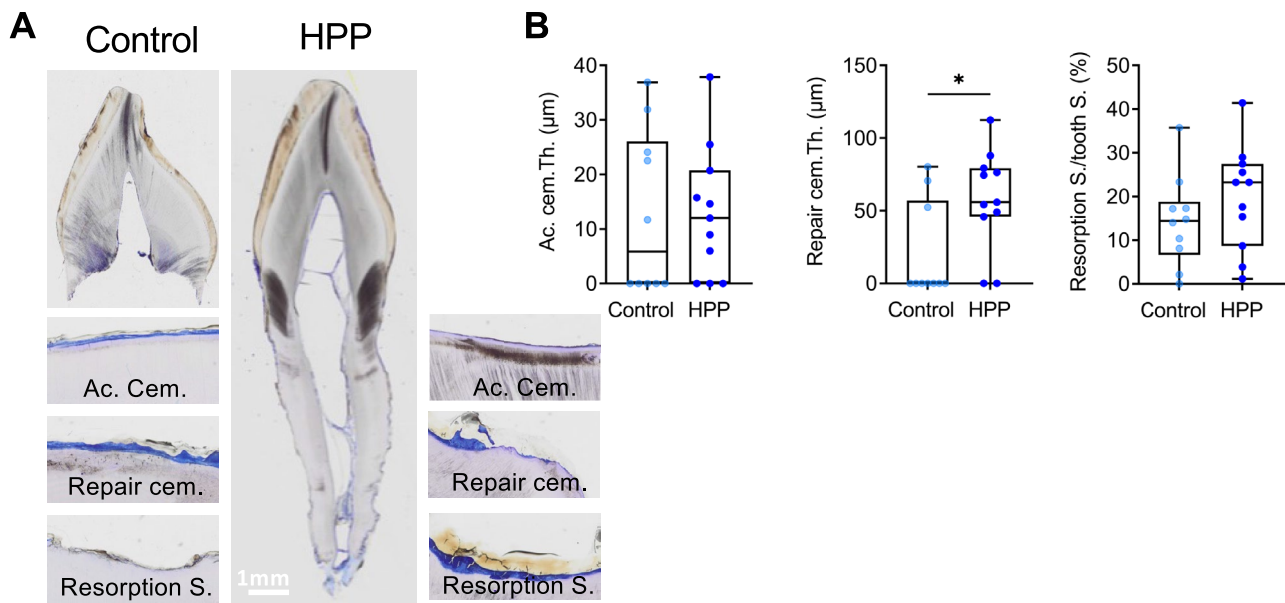 A
Control
HPP
Ac. Cem.
Repair cem.
Resorption S.
1mm
Ac. Cem.
Repair cem.
Resorption S.
B
Ac. cem.Th. (μm)
40
30
20
10
0
Control HPP
Repair cem.Th. (μm)
150
100
50
0
*
Control HPP
Resorption S./tooth S. (%)
50
40
30
20
10
0
Control HPP